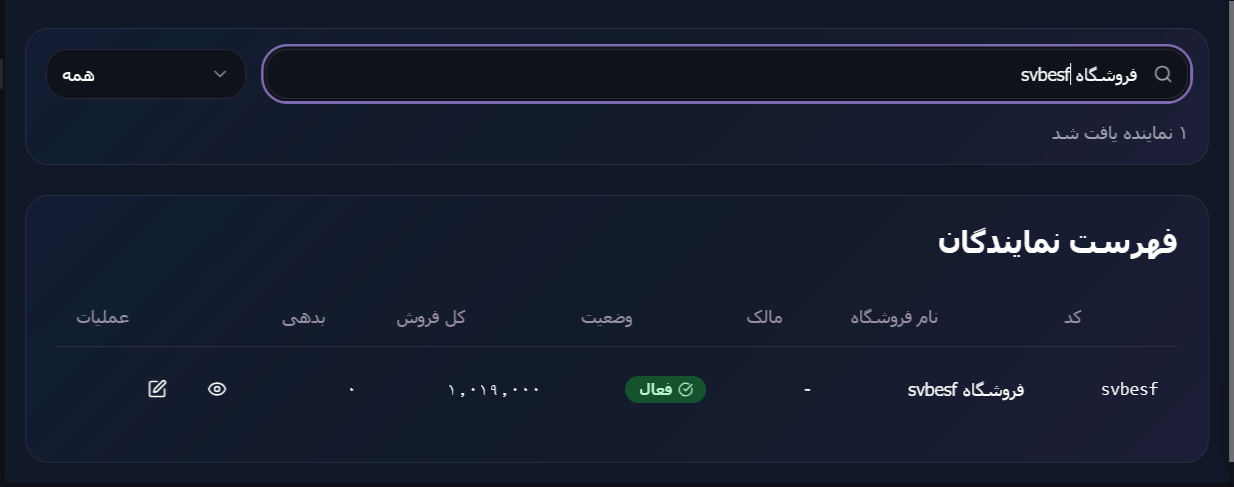 فروشگاه svbesf همه
۱ نماینده یافت شد
فهرست نمایندگان
کد نام فروشگاه مالک وضعیت کل فروش بدهی عملیات
svbesf فروشگاه svbesf - فعال ۱,۰۱۹,۰۰۰ ۰